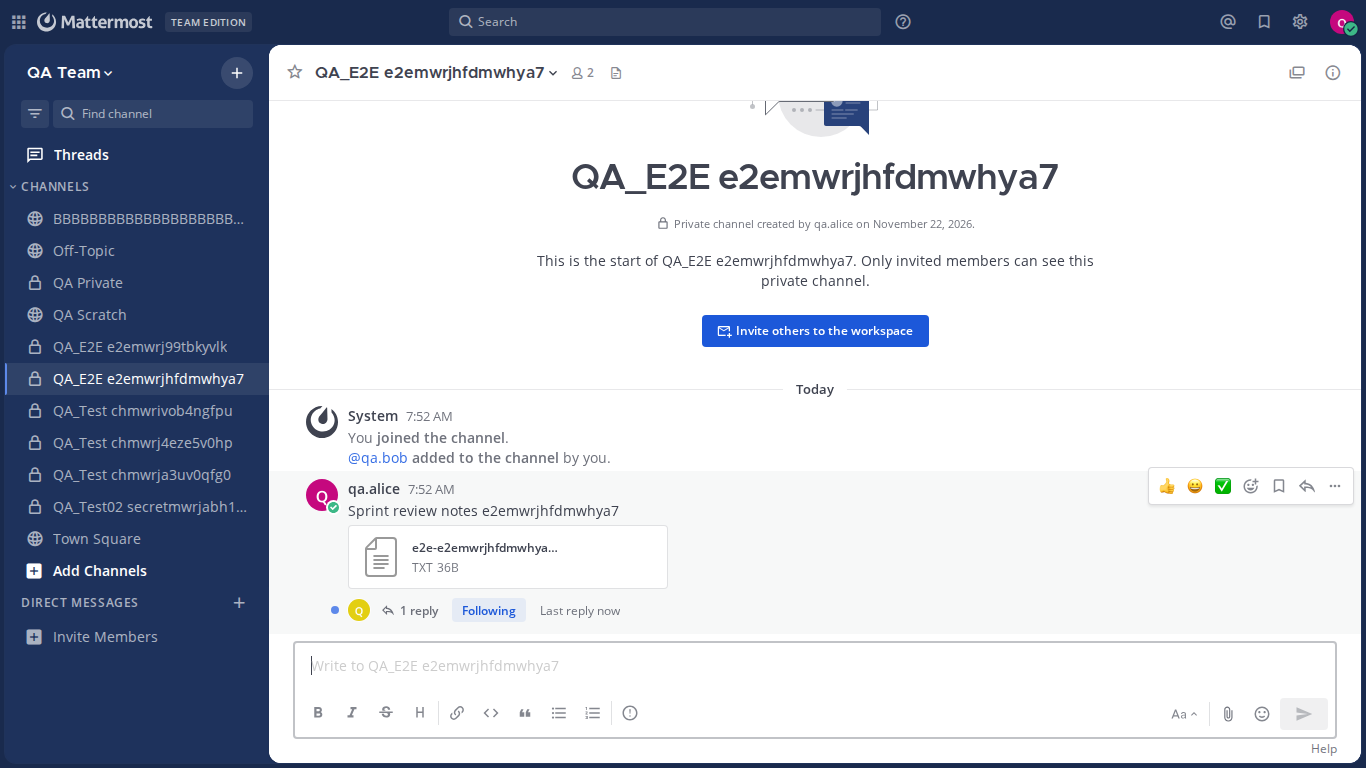 Mattermost TEAM EDITION
Search
QA Team
Find channel
Threads
CHANNELS
BBBBBBBBBBBBBBBBBBBB...
Off-Topic
QA Private
QA Scratch
QA_E2E e2emwrj99tbkyvlk
QA_E2E e2emwrjhfdmwhya7
QA_Test chmwrivob4ngfpu
QA_Test chmwrj4eze5v0hp
QA_Test chmwrja3uv0qfg0
QA_Test02 secretmwrjabh1...
Town Square
Add Channels
DIRECT MESSAGES
Invite Members
QA_E2E e2emwrjhfdmwhya7 2
QA_E2E e2emwrjhfdmwhya7
Private channel created by qa.alice on November 22, 2026.
This is the start of QA_E2E e2emwrjhfdmwhya7. Only invited members can see this
private channel.
Invite others to the workspace
Today
System 7:52 AM
You joined the channel.
@qa.bob added to the channel by you.
Q
qa.alice 7:52 AM
Sprint review notes e2emwrjhfdmwhya7
e2e-e2emwrjhfdmwhya...
TXT 36B
Q 1 reply Following Last reply now
Write to QA_E2E e2emwrjhfdmwhya7
B I S H Aa
Help